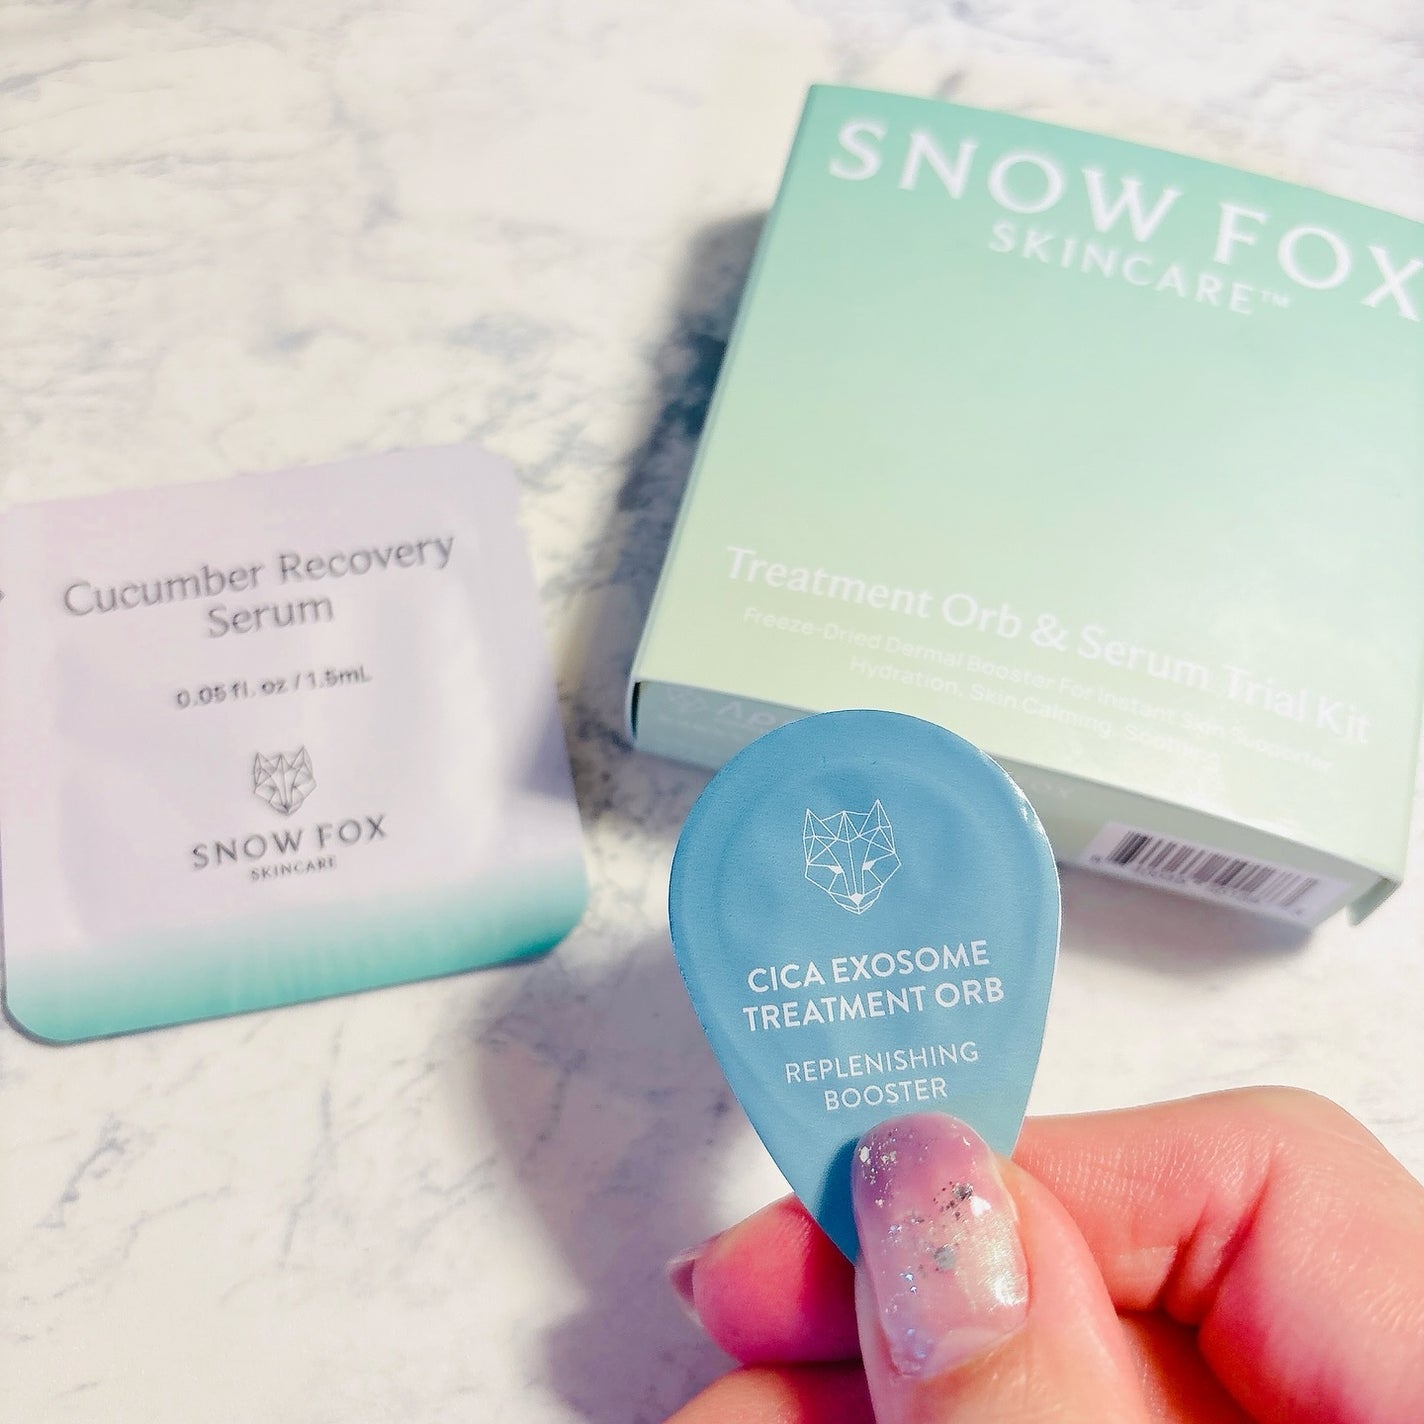 SNOW FOX
SKINCARE™
Treatment Orb & Serum Trial Kit
Freeze-Dried Dermal Booster For Instant Skin Supporter
Hydration, Skin Calming,
Cucumber Recovery
Serum
0.05 fl. oz / 1.5mL
SNOW FOX
SKINCARE
CICA EXOSOME
TREATMENT ORB
REPLENISHING
BOOSTER